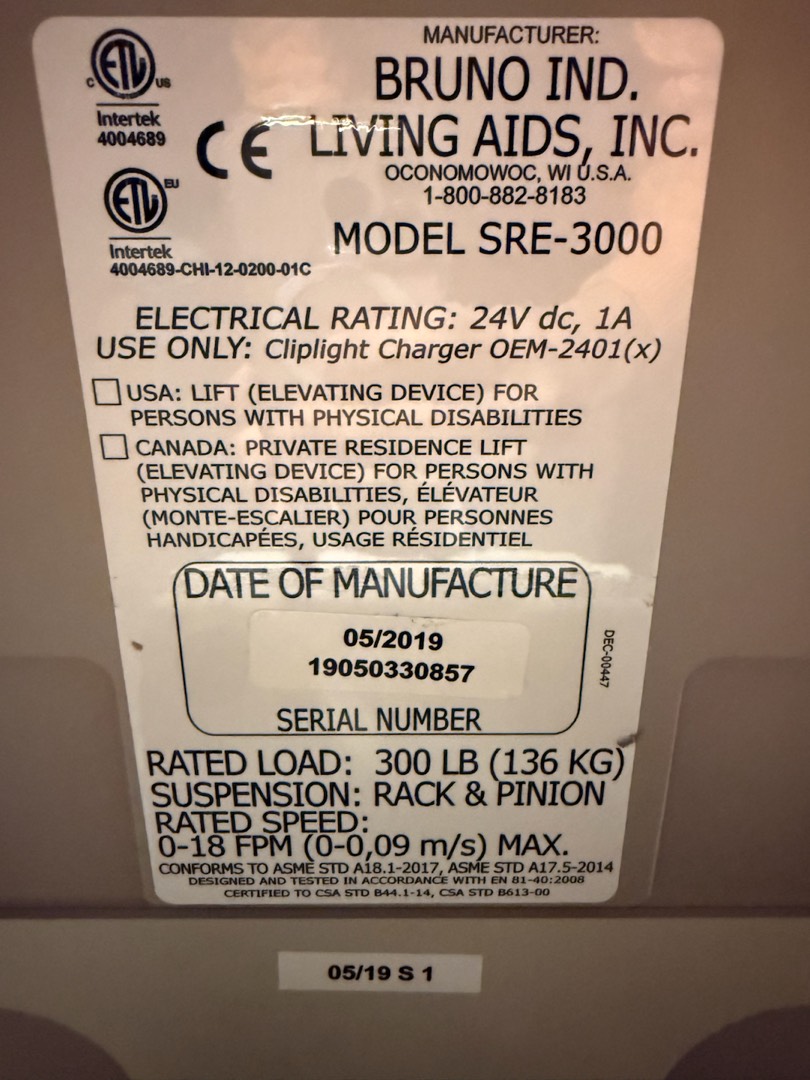 MANUFACTURER:
BRUNO IND.
LIVING AIDS, INC.
OCONOMOWOC, WI U.S.A.
1-800-882-8183
MODEL SRE-3000
C ETL US
Intertek
4004689
CE
ETL EU
Intertek
4004689-CHI-12-0200-01C
ELECTRICAL RATING: 24V dc, 1A
USE ONLY: Cliplight Charger OEM-2401(x)
USA: LIFT (ELEVATING DEVICE) FOR
PERSONS WITH PHYSICAL DISABILITIES
CANADA: PRIVATE RESIDENCE LIFT
(ELEVATING DEVICE) FOR PERSONS WITH
PHYSICAL DISABILITIES, ÉLÉVATEUR
(MONTE-ESCALIER) POUR PERSONNES
HANDICAPÉES, USAGE RÉSIDENTIEL
DATE OF MANUFACTURE
05/2019
19050330857
SERIAL NUMBER
DEC-00447
RATED LOAD: 300 LB (136 KG)
SUSPENSION: RACK & PINION
RATED SPEED:
0-18 FPM (0-0,09 m/s) MAX.
CONFORMS TO ASME STD A18.1-2017, ASME STD A17.5-2014
DESIGNED AND TESTED IN ACCORDANCE WITH EN 81-40:2008
CERTIFIED TO CSA STD B44.1-14, CSA STD B613-00
05/19 S 1